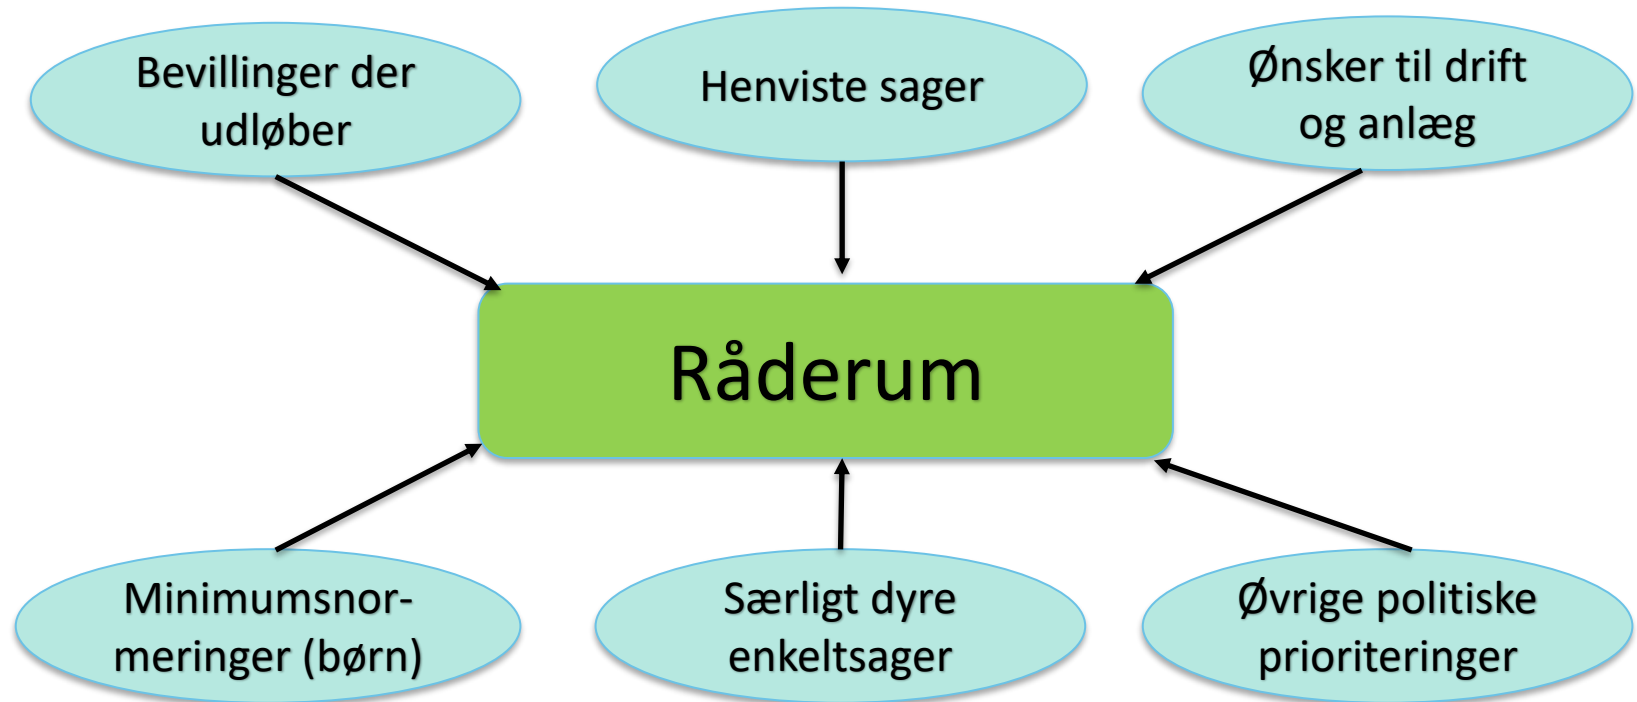 Bevillinger der
udløber
Henviste sager
Ønsker til drift
og anlæg
Råderum
Minimumsnor-
meringer (børn)
Særligt dyre
enkeltsager
Øvrige politiske
prioriteringer